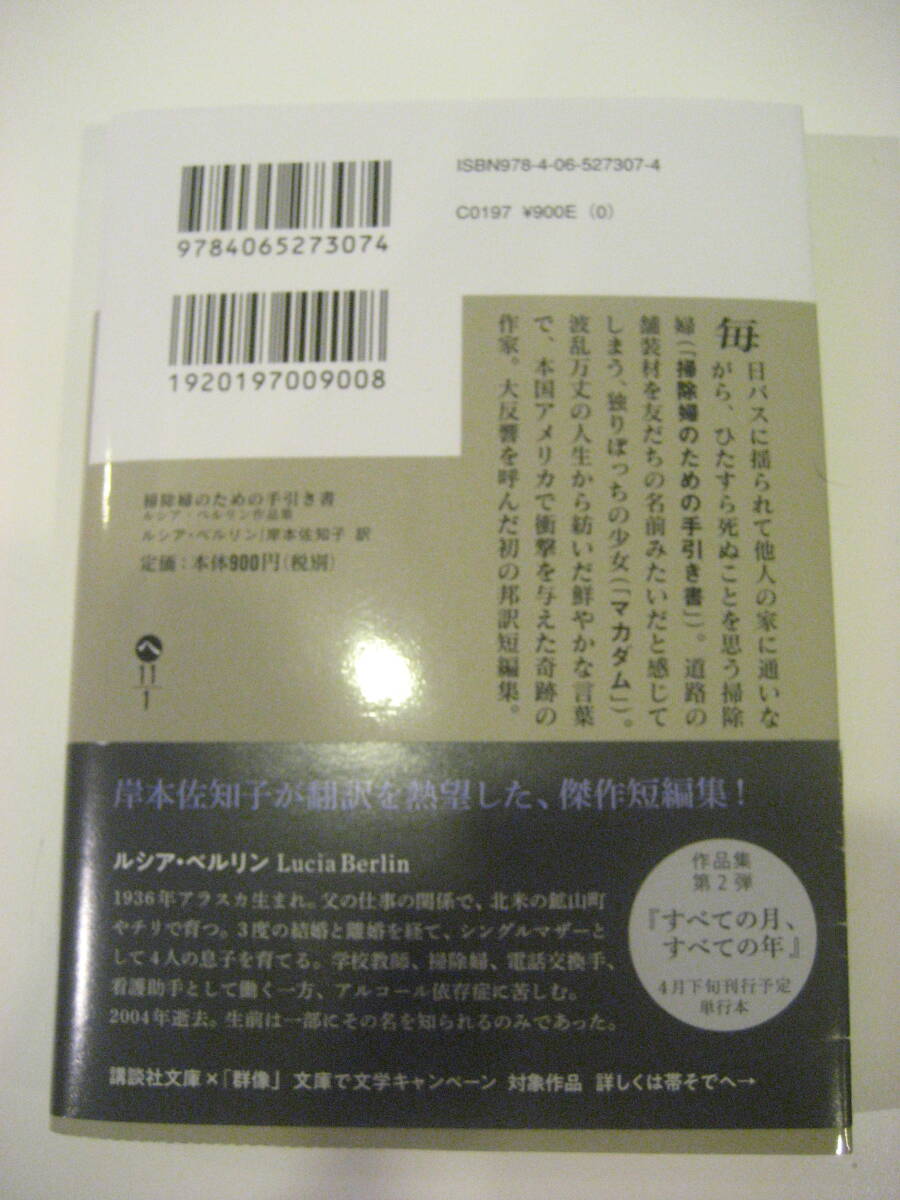 ISBN978-4-06-527307-4
C0197 ¥900E (0)
9784065273074
1920197009008
毎日バスに揺られて他人の家に通いな
がら、ひたすら死ぬことを思う掃除
婦(「掃除婦のための手引き書」)。道路の
舗装材を友だちの名前みたいだと感じて
しまう、独りぼっちの少女(「マカダム」)。
波乱万丈の人生から紡いだ鮮やかな言葉
で、本国アメリカで衝撃を与えた奇跡の
作家。大反響を呼んだ初の邦訳短編集。
掃除婦のための手引き書
ルシア・ベルリン作品集
ルシア・ベルリン|岸本佐知子 訳
定価:本体900円(税別)
へ
11
1
岸本佐知子が翻訳を熱望した、傑作短編集!
ルシア・ベルリン Lucia Berlin
1936年アラスカ生まれ。父の仕事の関係で、北米の鉱山町
やチリで育つ。3度の結婚と離婚を経て、シングルマザーと
して4人の息子を育てる。学校教師、掃除婦、電話交換手、
看護助手として働く一方、アルコール依存症に苦しむ。
2004年逝去。生前は一部にその名を知られるのみであった。
作品集
第2弾
『すべての月、
すべての年』
4月下旬刊行予定
単行本
講談社文庫×「群像」 文庫で文学キャンペーン 対象作品 詳しくは帯そでへ→